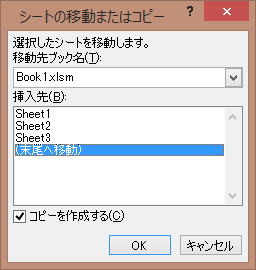 シートの移動またはコピー
選択したシートを移動します。
移動先ブック名(T):
Book1.xlsm
挿入先(B):
Sheet1
Sheet2
Sheet3
(末尾へ移動)
コピーを作成する(C)
OK
キャンセル